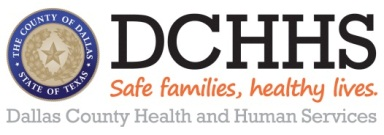 THE COUNTY OF DALLAS
STATE OF TEXAS
DCHHS
Safe families, healthy lives.
Dallas County Health and Human Services